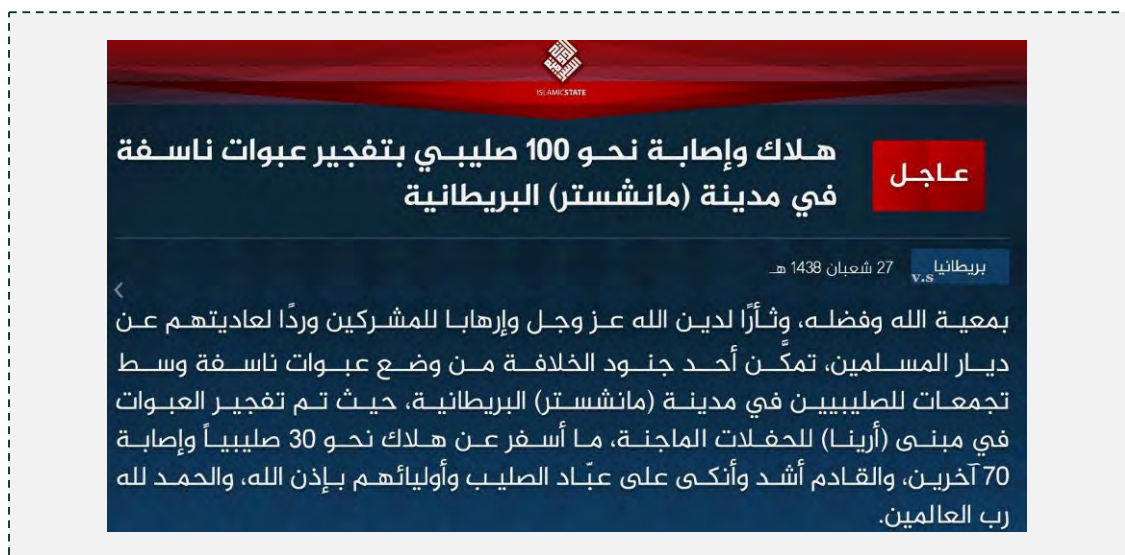 ISLAMIC STATE
عاجل
هلاك وإصابة نحو 100 صليبي بتفجير عبوات ناسفة
في مدينة (مانشستر) البريطانية
بريطانيا v.s 27 شعبان 1438 هـ
بمعية الله وفضله، وثأرًا لدين الله عز وجل وإرهابا للمشركين وردًا لعاديتهم عن
ديار المسلمين، تمكَّن أحد جنود الخلافة من وضع عبوات ناسفة وسط
تجمعات للصليبيين في مدينة (مانشستر) البريطانية، حيث تم تفجير العبوات
في مبنى (أرينا) للحفلات الماجنة، ما أسفر عن هلاك نحو 30 صليبياً وإصابة
70 آخرين، والقادم أشد وأنكى على عبّاد الصليب وأوليائهم بإذن الله، والحمد لله
رب العالمين.